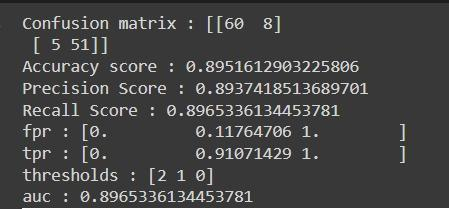 Confusion matrix : [[60  8]
 [ 5 51]]
Accuracy score : 0.8951612903225806
Precision Score : 0.8937418513689701
Recall Score : 0.8965336134453781
fpr : [0.         0.11764706 1.        ]
tpr : [0.         0.91071429 1.        ]
thresholds : [2 1 0]
auc : 0.8965336134453781